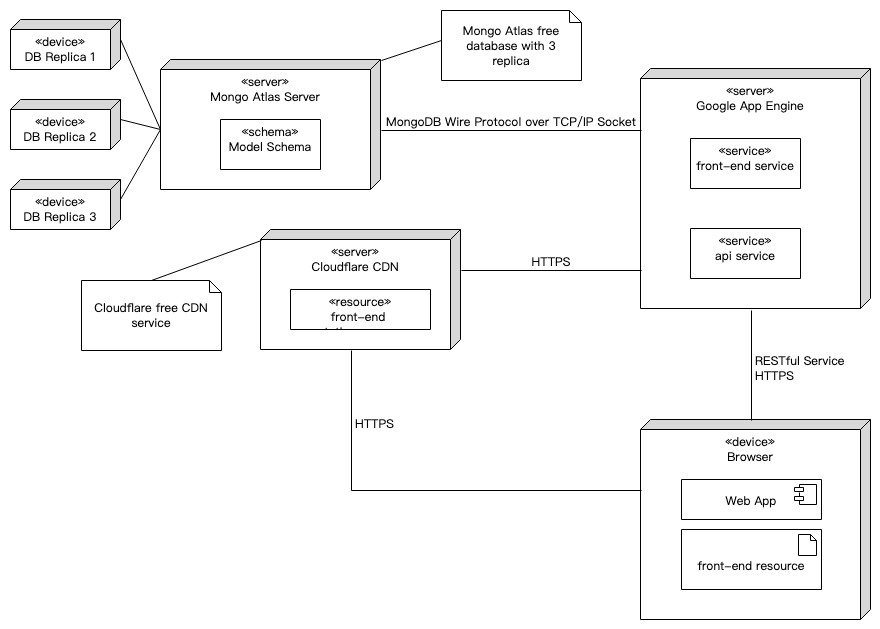 «device»
DB Replica 1
«device»
DB Replica 2
«device»
DB Replica 3
«server»
Mongo Atlas Server
«schema»
Model Schema
Mongo Atlas free
database with 3
replica
MongoDB Wire Protocol over TCP/IP Socket
«server»
Google App Engine
«service»
front-end service
«service»
api service
«server»
Cloudflare CDN
«resource»
front-end
Cloudflare free CDN
service
HTTPS
RESTful Service
HTTPS
HTTPS
«device»
Browser
Web App
front-end resource